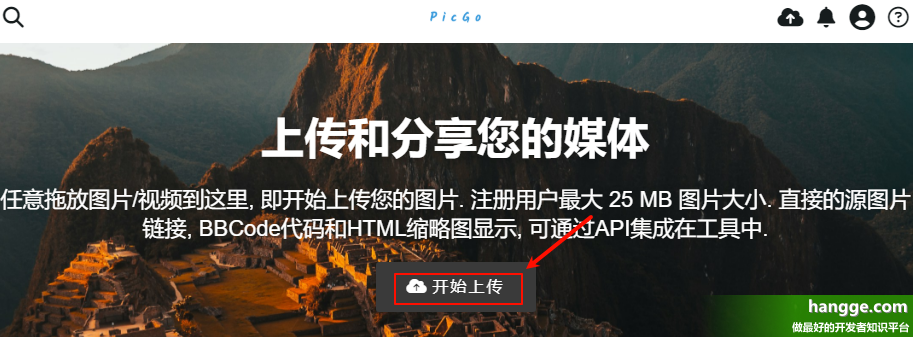 PicGo
上传和分享您的媒体
任意拖放图片/视频到这里, 即开始上传您的图片. 注册用户最大 25 MB 图片大小. 直接的源图片
链接, BBCode代码和HTML缩略图显示, 可通过API集成在工具中.
开始上传
hangge.com
做最好的开发者知识平台